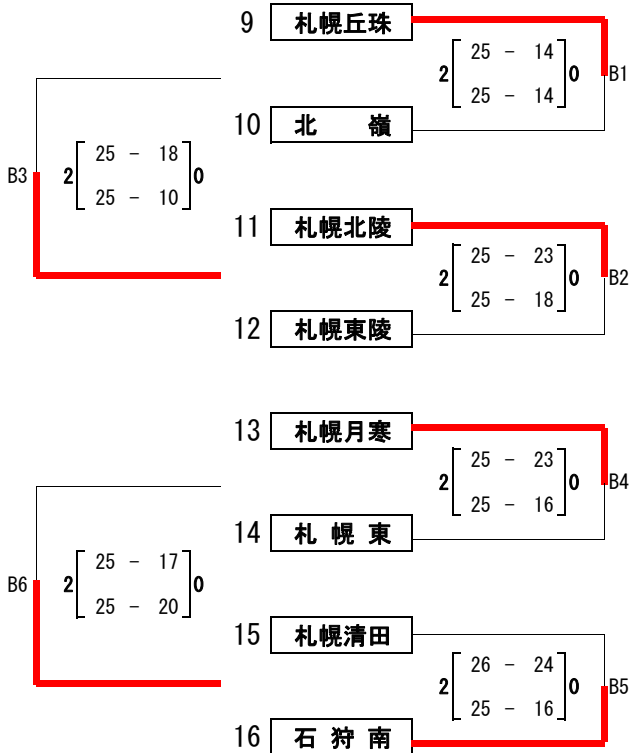 9 札幌丘珠
2 25 - 14 0 B1
25 - 14
10 北 嶺
B3 2 25 - 18 0
25 - 10
11 札幌北陵
2 25 - 23 0 B2
25 - 18
12 札幌東陵
13 札幌月寒
2 25 - 23 0 B4
25 - 16
14 札 幌 東
B6 2 25 - 17 0
25 - 20
15 札幌清田
2 26 - 24 0 B5
25 - 16
16 石 狩 南